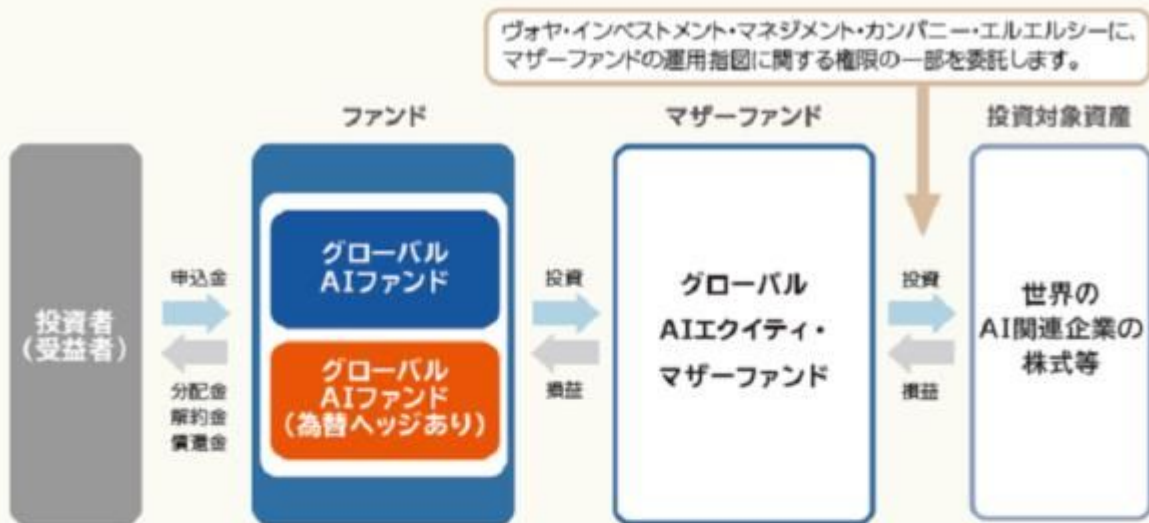 ヴォヤ・インベストメント・マネジメント・カンパニー・エルエルシーに、
マザーファンドの運用指図に関する権限の一部を委託します。
ファンド
マザーファンド
投資対象資産
投資者
(受益者)
申込金
分配金
解約金
償還金
グローバル
AIファンド
グローバル
AIファンド
(為替ヘッジあり)
投資
損益
グローバル
AIエクイティ・
マザーファンド
投資
損益
世界の
AI関連企業の
株式等